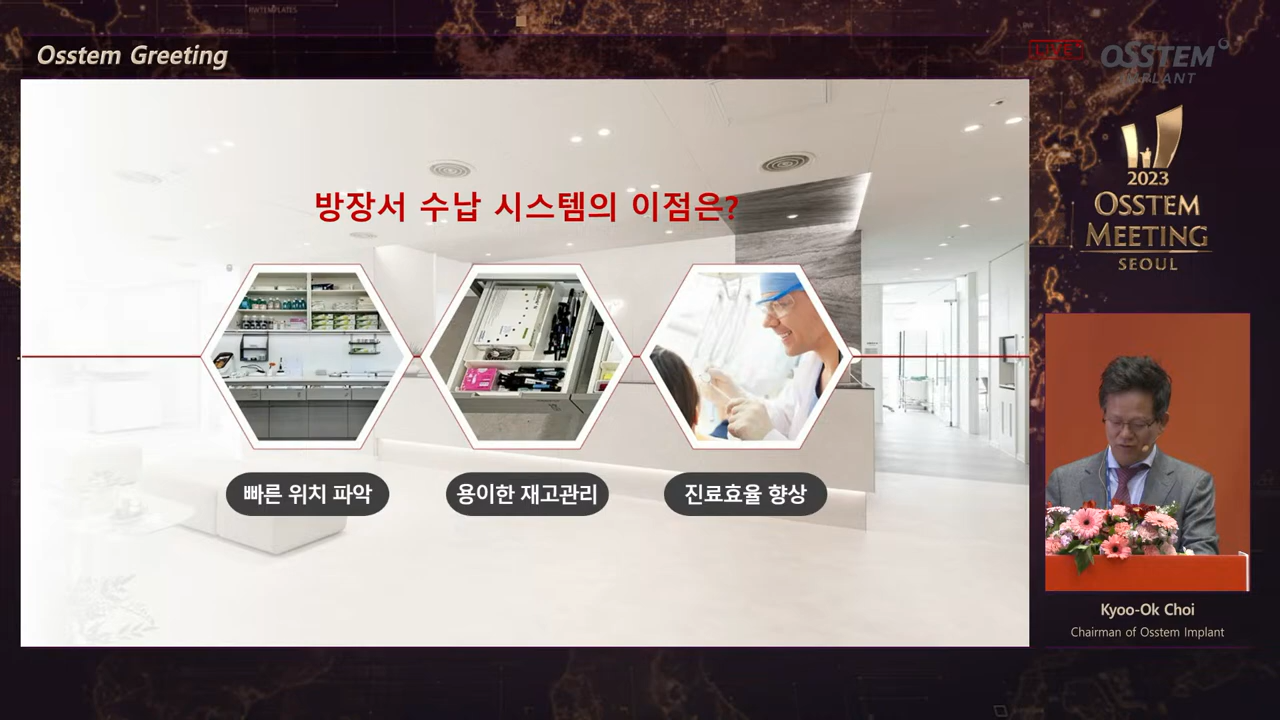 Osstem Greeting
LIVE
OSSTEM
IMPLANT
방장서 수납 시스템의 이점은?
빠른 위치 파악
용이한 재고관리
진료효율 향상
2023
OSSTEM
MEETING
SEOUL
Kyoo-Ok Choi
Chairman of Osstem Implant